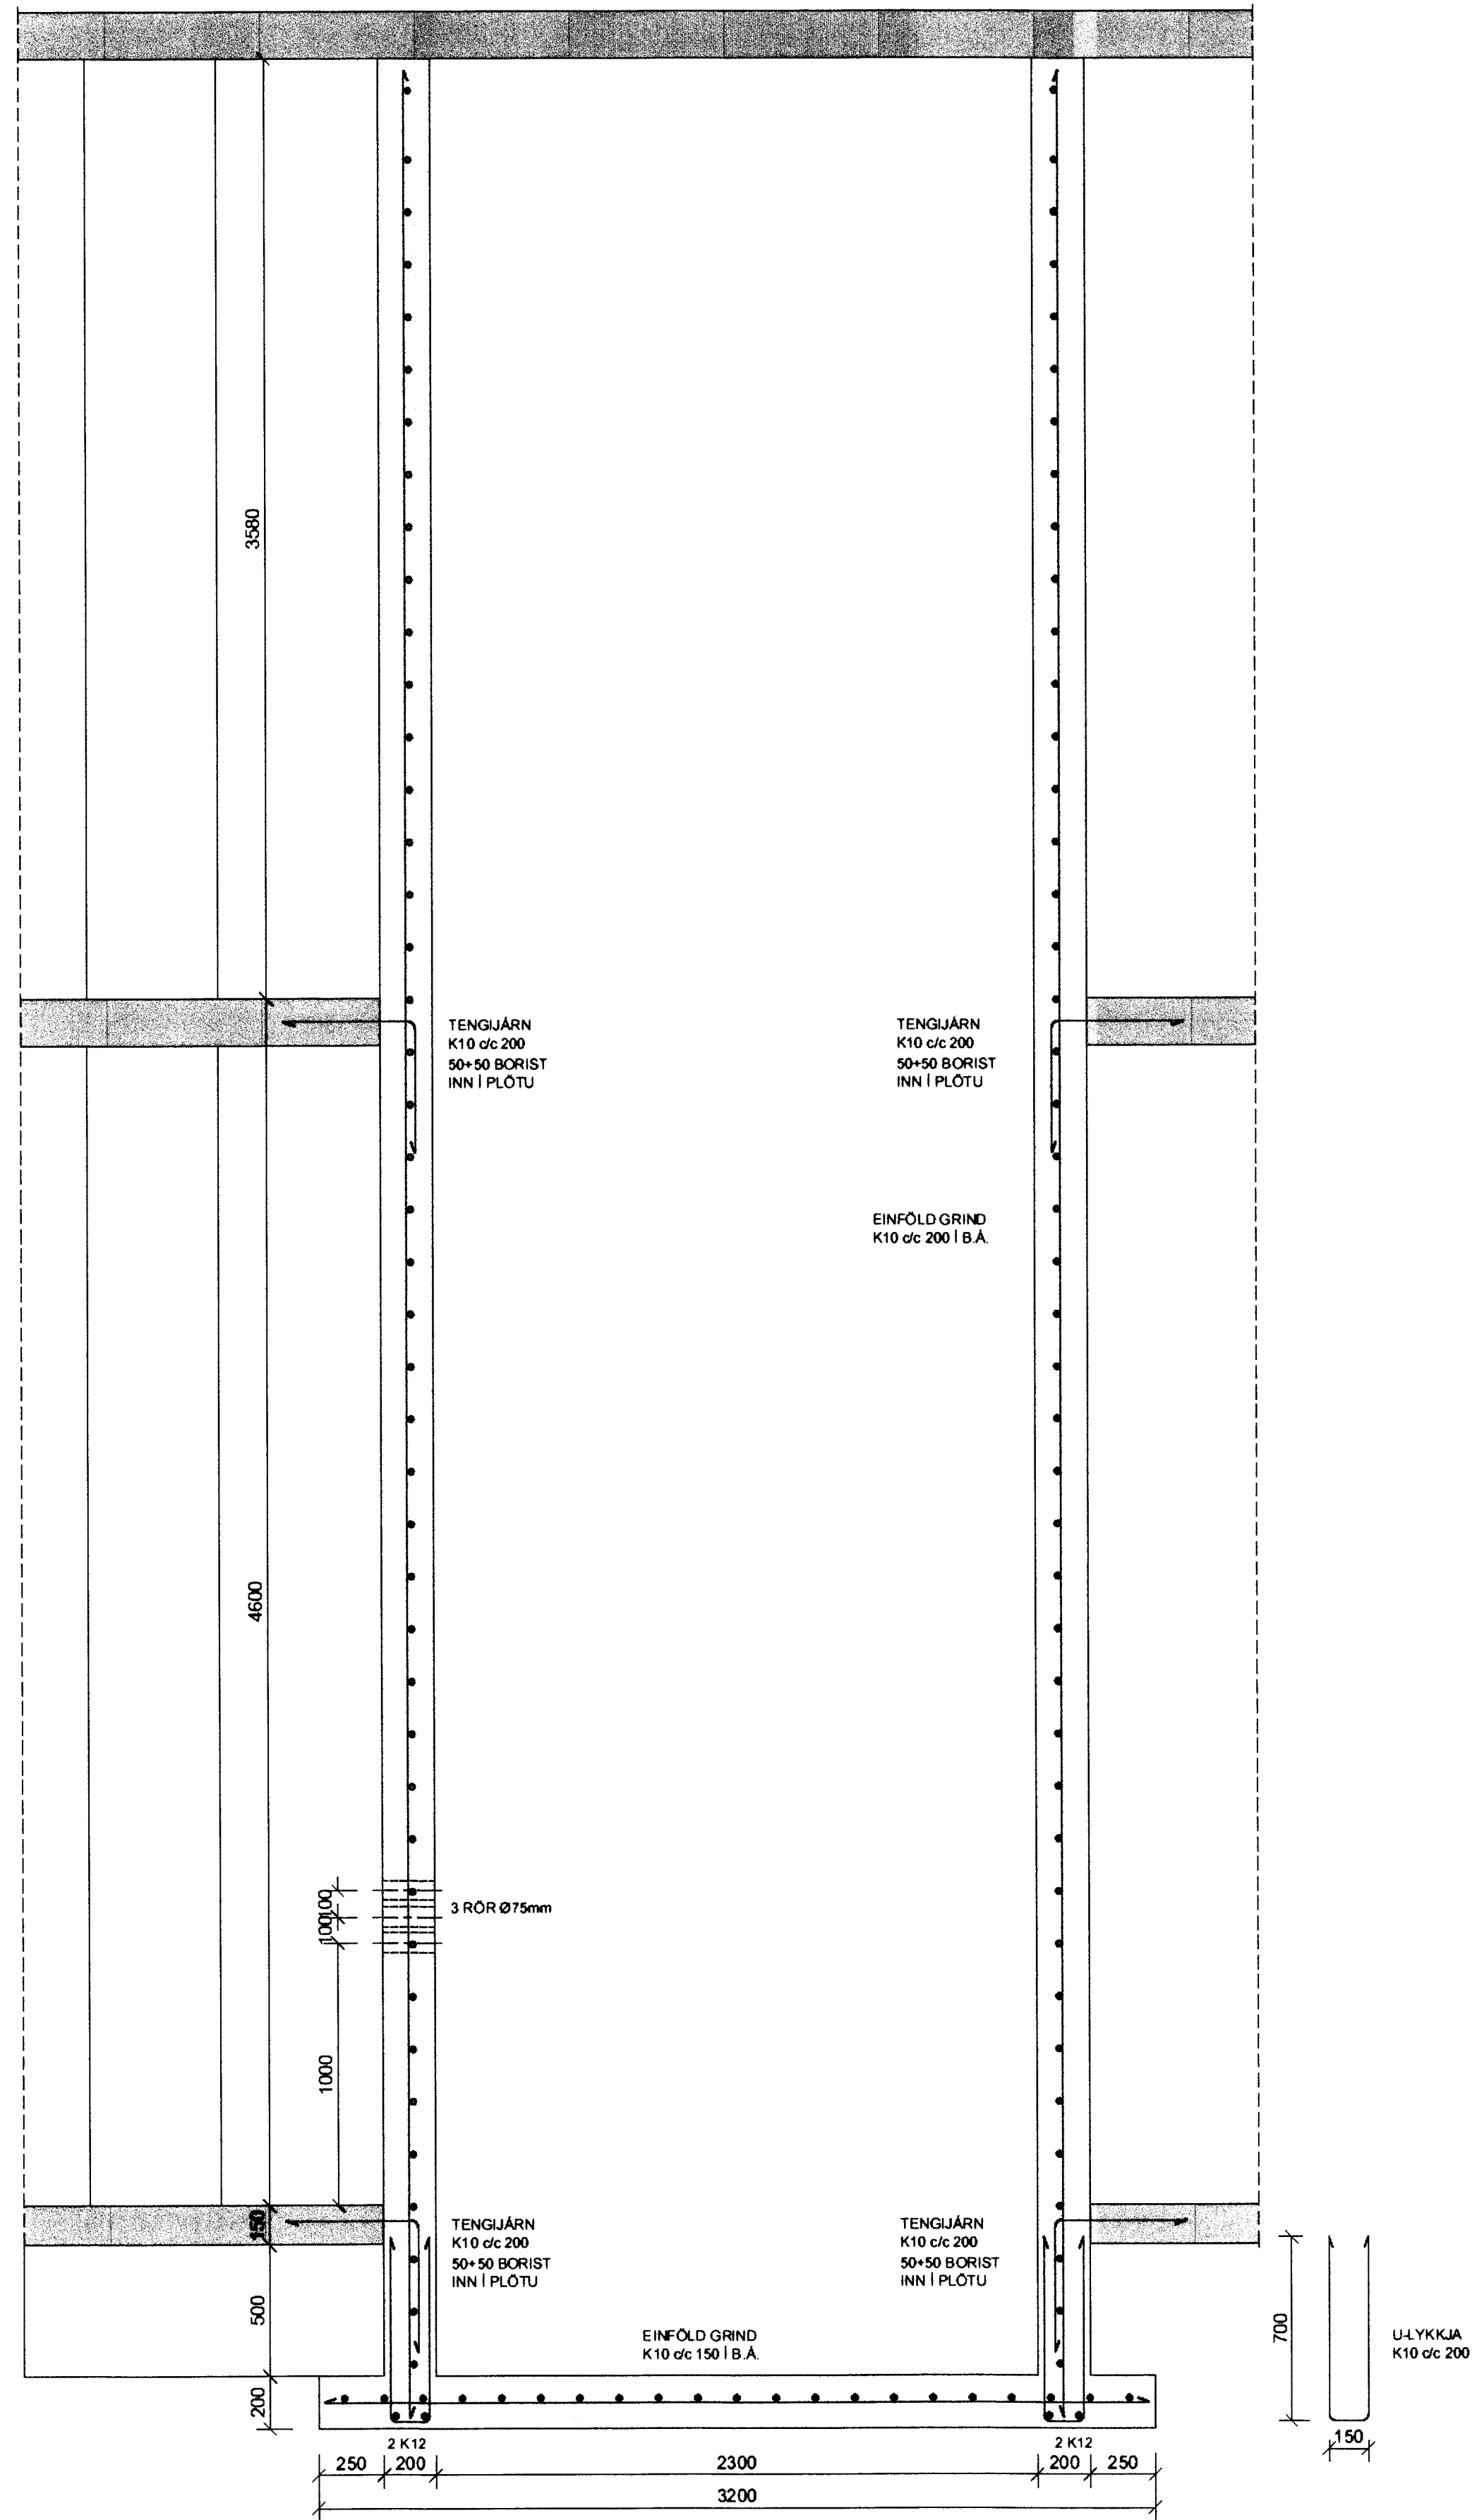 3580
TENGIJÁRN
K10 c/c 200
50+50 BORIST
INN Í PLÖTU
TENGIJÁRN
K10 c/c 200
50+50 BORIST
INN Í PLÖTU
EINFÖLD GRIND
K10 c/c 200 Í B.Á.
4600
100
100
3 RÖR Ø75mm
1000
150
TENGIJÁRN
K10 c/c 200
50+50 BORIST
INN Í PLÖTU
TENGIJÁRN
K10 c/c 200
50+50 BORIST
INN Í PLÖTU
500
EINFÖLD GRIND
K10 c/c 150 Í B.Á.
700
U-LYKKJA
K10 c/c 200
200
150
2 K12
2 K12
250 200 2300 200 250
3200